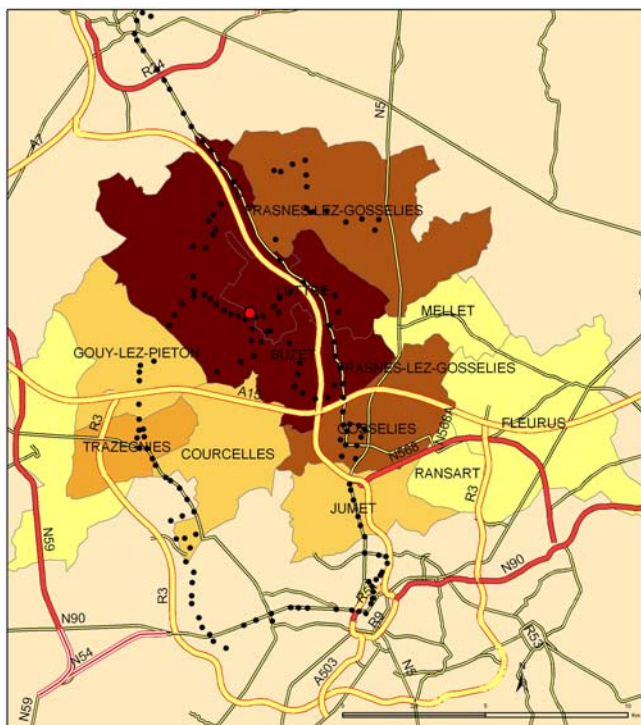 R24
N5
A7
FRASNES-LEZ-GOSSELIES
LUTTRE
MELLET
GOUY-LEZ-PIETON
BUZET
FRASNES-LEZ-GOSSELIES
A15
R3
GOSSELIES
N568A
FLEURUS
TRAZEGNIES
COURCELLES
N568
RANSART
R3
JUMET
N59
N90
R3
N90
R9
N54
R53
A503
N5
N59